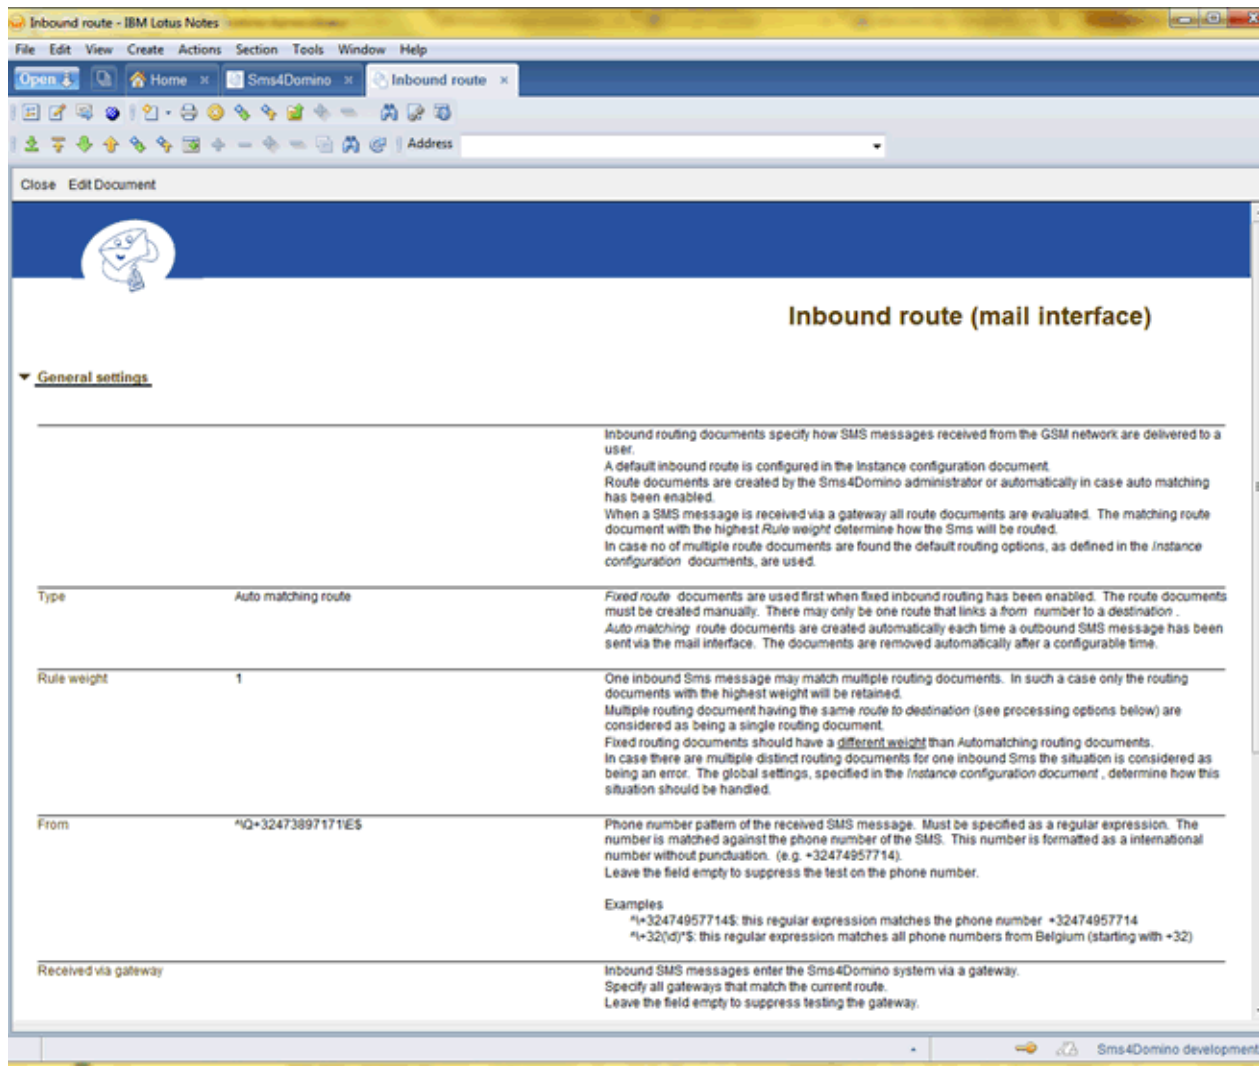 Inbound route - IBM Lotus Notes
File Edit View Create Actions Section Tools Window Help
Open Home Sms4Domino Inbound route
Address
Close Edit Document
Inbound route (mail interface)
General settings
Inbound routing documents specify how SMS messages received from the GSM network are delivered to a
user.
A default inbound route is configured in the Instance configuration document.
Route documents are created by the Sms4Domino administrator or automatically in case auto matching
has been enabled.
When a SMS message is received via a gateway all route documents are evaluated. The matching route
document with the highest Rule weight determine how the Sms will be routed.
In case no of multiple route documents are found the default routing options, as defined in the Instance
configuration documents, are used.
Type Auto matching route Fixed route documents are used first when fixed inbound routing has been enabled. The route documents
must be created manually. There may only be one route that links a from number to a destination .
Auto matching route documents are created automatically each time a outbound SMS message has been
sent via the mail interface. The documents are removed automatically after a configurable time.
Rule weight 1 One inbound Sms message may match multiple routing documents. In such a case only the routing
documents with the highest weight will be retained.
Multiple routing document having the same route to destination (see processing options below) are
considered as being a single routing document.
Fixed routing documents should have a different weight than Automatching routing documents.
In case there are multiple distinct routing documents for one inbound Sms the situation is considered as
being an error. The global settings, specified in the Instance configuration document , determine how this
situation should be handled.
From ^\Q+32473897171\E$ Phone number pattern of the received SMS message. Must be specified as a regular expression. The
number is matched against the phone number of the SMS. This number is formatted as a international
number without punctuation. (e.g. +32474957714).
Leave the field empty to suppress the test on the phone number.
Examples
^\+32474957714$: this regular expression matches the phone number +32474957714
^\+32(\d)*$: this regular expression matches all phone numbers from Belgium (starting with +32)
Received via gateway Inbound SMS messages enter the Sms4Domino system via a gateway.
Specify all gateways that match the current route.
Leave the field empty to suppress testing the gateway.
Sms4Domino development